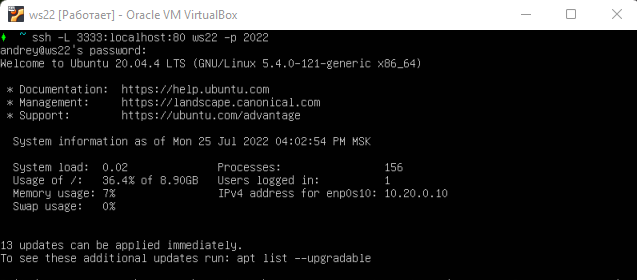 ws22 [Работает] - Oracle VM VirtualBox
~ ssh -L 3333:localhost:80 ws22 -p 2022
andrey@ws22's password:
Welcome to Ubuntu 20.04.4 LTS (GNU/Linux 5.4.0-121-generic x86_64)
* Documentation:  https://help.ubuntu.com
* Management:     https://landscape.canonical.com
* Support:        https://ubuntu.com/advantage
System information as of Mon 25 Jul 2022 04:02:54 PM MSK
System load:  0.02               Processes:               156
Usage of /:   36.4% of 8.90GB   Users logged in:         1
Memory usage: 7%                 IPv4 address for enp0s10: 10.20.0.10
Swap usage:   0%
13 updates can be applied immediately.
To see these additional updates run: apt list --upgradable